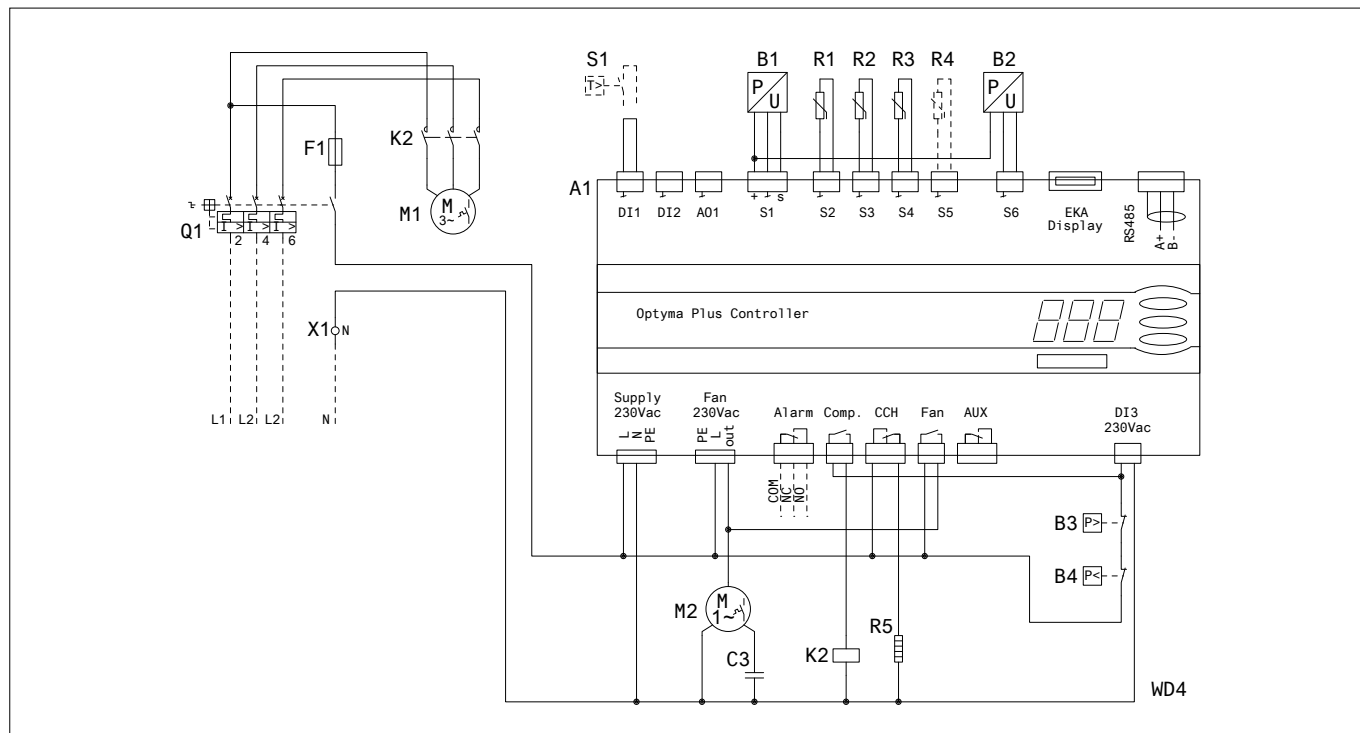 S1
B1
R1
R2
R3
R4
B2
T>
P
U
P
U
K2
F1
M1
M
3~
A1
DI1
DI2
AO1
+
S
S1
S2
S3
S4
S5
S6
EKA
Display
RS485
A+
B-
Q1
I >
I >
I >
2
4
6
Optyma Plus Controller
X1
N
L1
L2
L2
N
Supply
230Vac
Fan
230Vac
Alarm
Comp.
CCH
Fan
AUX
DI3
230Vac
L
N
PE
PE
L
out
COM
NC
NO
B3
P>
B4
P<
M2
M
1~
C3
K2
R5
WD4